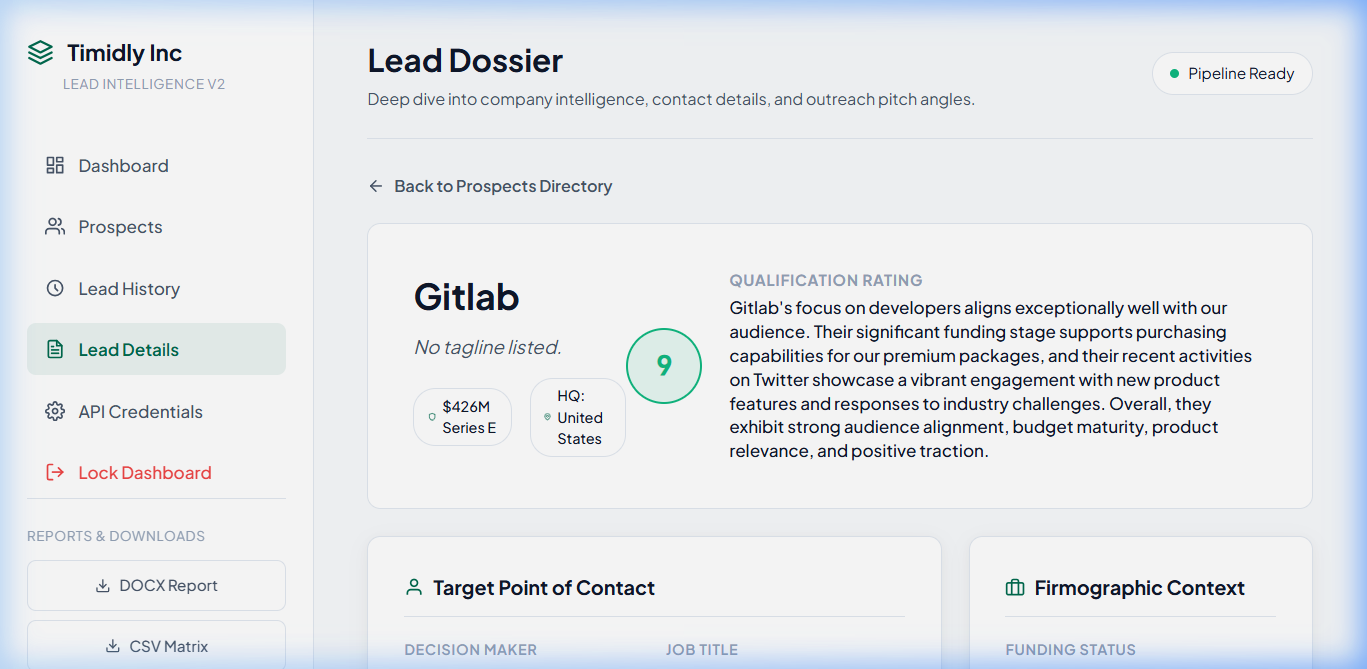 Timidly Inc
LEAD INTELLIGENCE V2
Dashboard
Prospects
Lead History
Lead Details
API Credentials
Lock Dashboard
REPORTS & DOWNLOADS
DOCX Report
CSV Matrix
Lead Dossier
Deep dive into company intelligence, contact details, and outreach pitch angles.
Pipeline Ready
Back to Prospects Directory
Gitlab
No tagline listed.
$426M
Series E
HQ:
United
States
9
QUALIFICATION RATING
Gitlab's focus on developers aligns exceptionally well with our
audience. Their significant funding stage supports purchasing
capabilities for our premium packages, and their recent activities
on Twitter showcase a vibrant engagement with new product
features and responses to industry challenges. Overall, they
exhibit strong audience alignment, budget maturity, product
relevance, and positive traction.
Target Point of Contact
DECISION MAKER
JOB TITLE
Firmographic Context
FUNDING STATUS